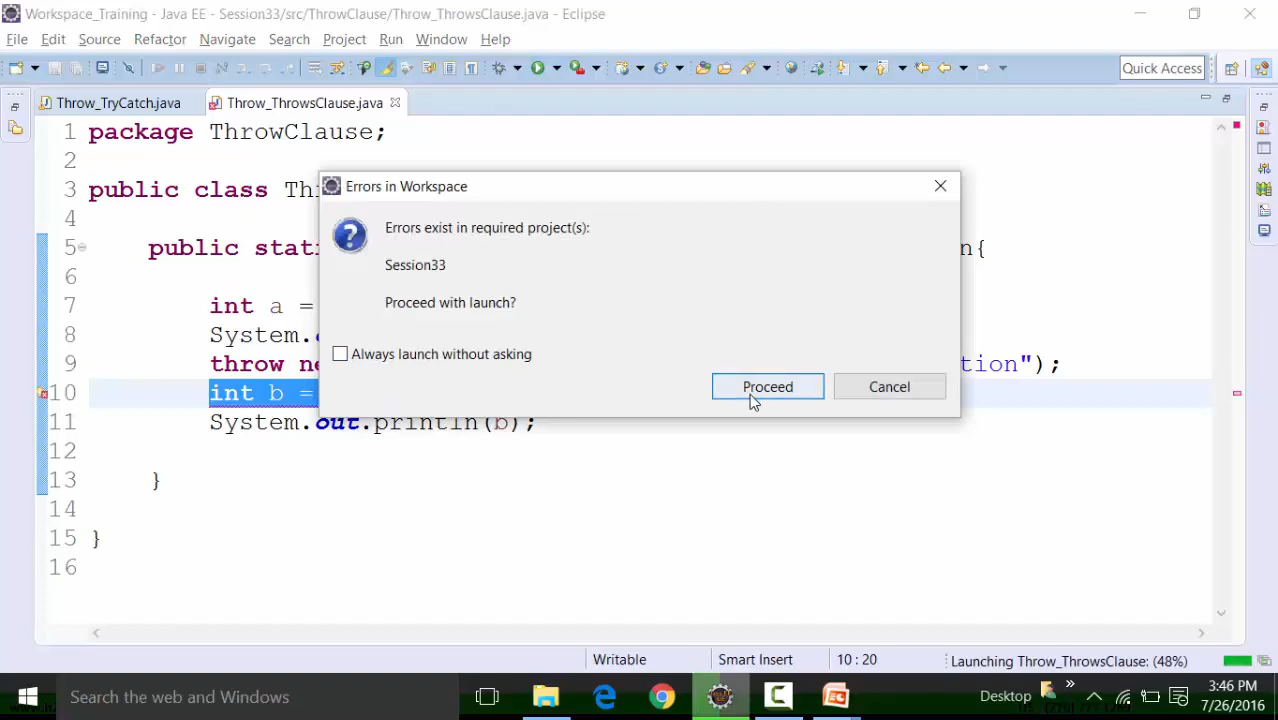 Workspace_Training - Java EE - Session33/src/ThrowClause/Throw_ThrowsClause.java - Eclipse
File Edit Source Refactor Navigate Search Project Run Window Help
Quick Access
Throw_TryCatch.java Throw_ThrowsClause.java
1 package ThrowClause;
2
3 public class Th
4
5 public stat n{
6
7 int a =
8 System.
9 throw ne tion");
10 int b =
11 System.out.println(b);
12
13 }
14
15 }
16
Errors in Workspace
Errors exist in required project(s):
Session33
Proceed with launch?
Always launch without asking
Proceed Cancel
Writable Smart Insert 10 : 20 Launching Throw_ThrowsClause: (48%)
Search the web and Windows
Desktop
3:46 PM
7/26/2016